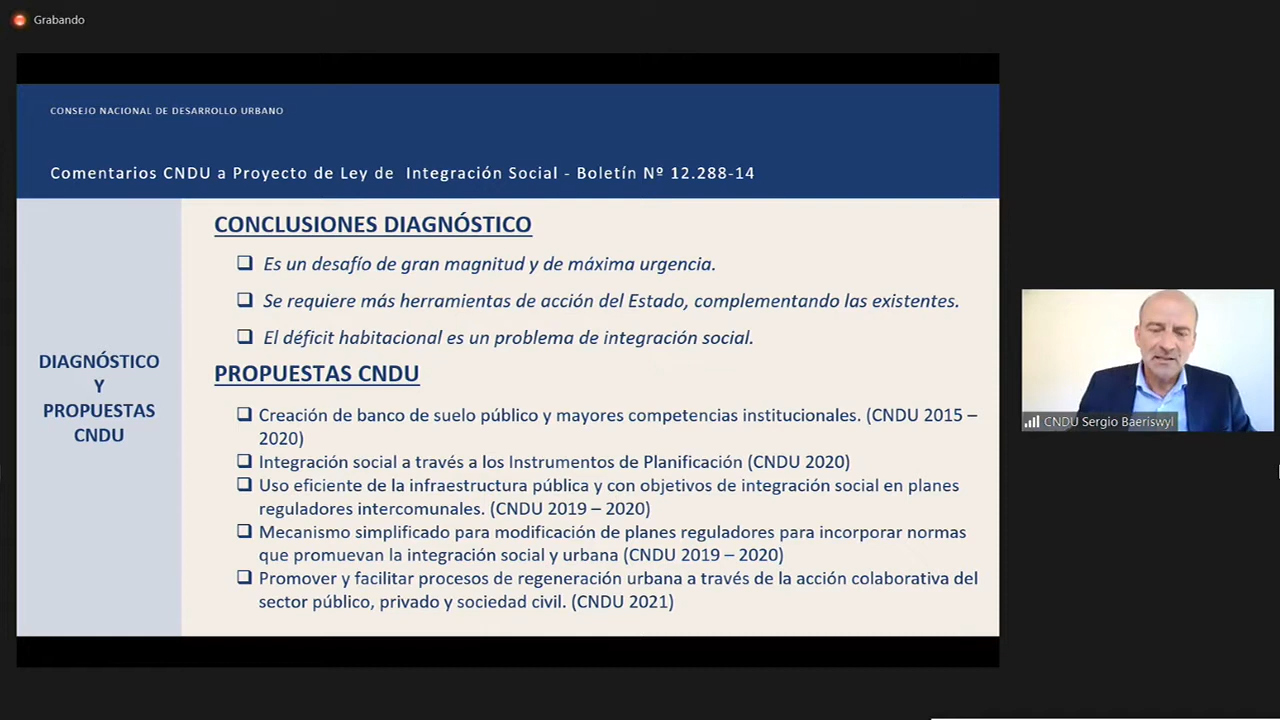 Grabando
CONSEJO NACIONAL DE DESARROLLO URBANO
Comentarios CNDU a Proyecto de Ley de Integración Social - Boletín Nº 12.288-14
DIAGNÓSTICO
Y
PROPUESTAS
CNDU
CONCLUSIONES DIAGNÓSTICO
Es un desafío de gran magnitud y de máxima urgencia.
Se requiere más herramientas de acción del Estado, complementando las existentes.
El déficit habitacional es un problema de integración social.
PROPUESTAS CNDU
Creación de banco de suelo público y mayores competencias institucionales. (CNDU 2015 –
2020)
Integración social a través a los Instrumentos de Planificación (CNDU 2020)
Uso eficiente de la infraestructura pública y con objetivos de integración social en planes
reguladores intercomunales. (CNDU 2019 – 2020)
Mecanismo simplificado para modificación de planes reguladores para incorporar normas
que promuevan la integración social y urbana (CNDU 2019 – 2020)
Promover y facilitar procesos de regeneración urbana a través de la acción colaborativa del
sector público, privado y sociedad civil. (CNDU 2021)
CNDU Sergio Baeriswyl